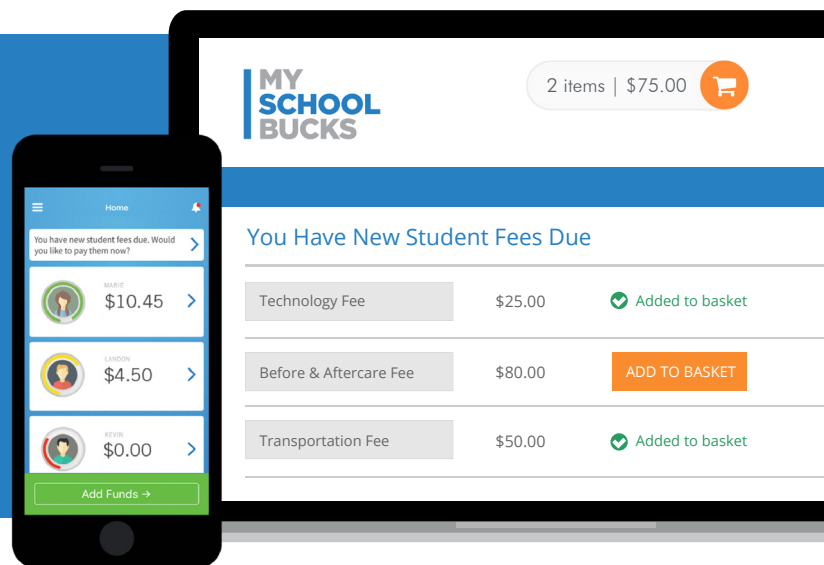 MY
SCHOOL
BUCKS
2 items | $75.00
You Have New Student Fees Due
Technology Fee $25.00 Added to basket
Before & Aftercare Fee $80.00 ADD TO BASKET
Transportation Fee $50.00 Added to basket
Home
You have new student fees due. Would
you like to pay them now?
MARIE
$10.45
LANDON
$4.50
KEVIN
$0.00
Add Funds →